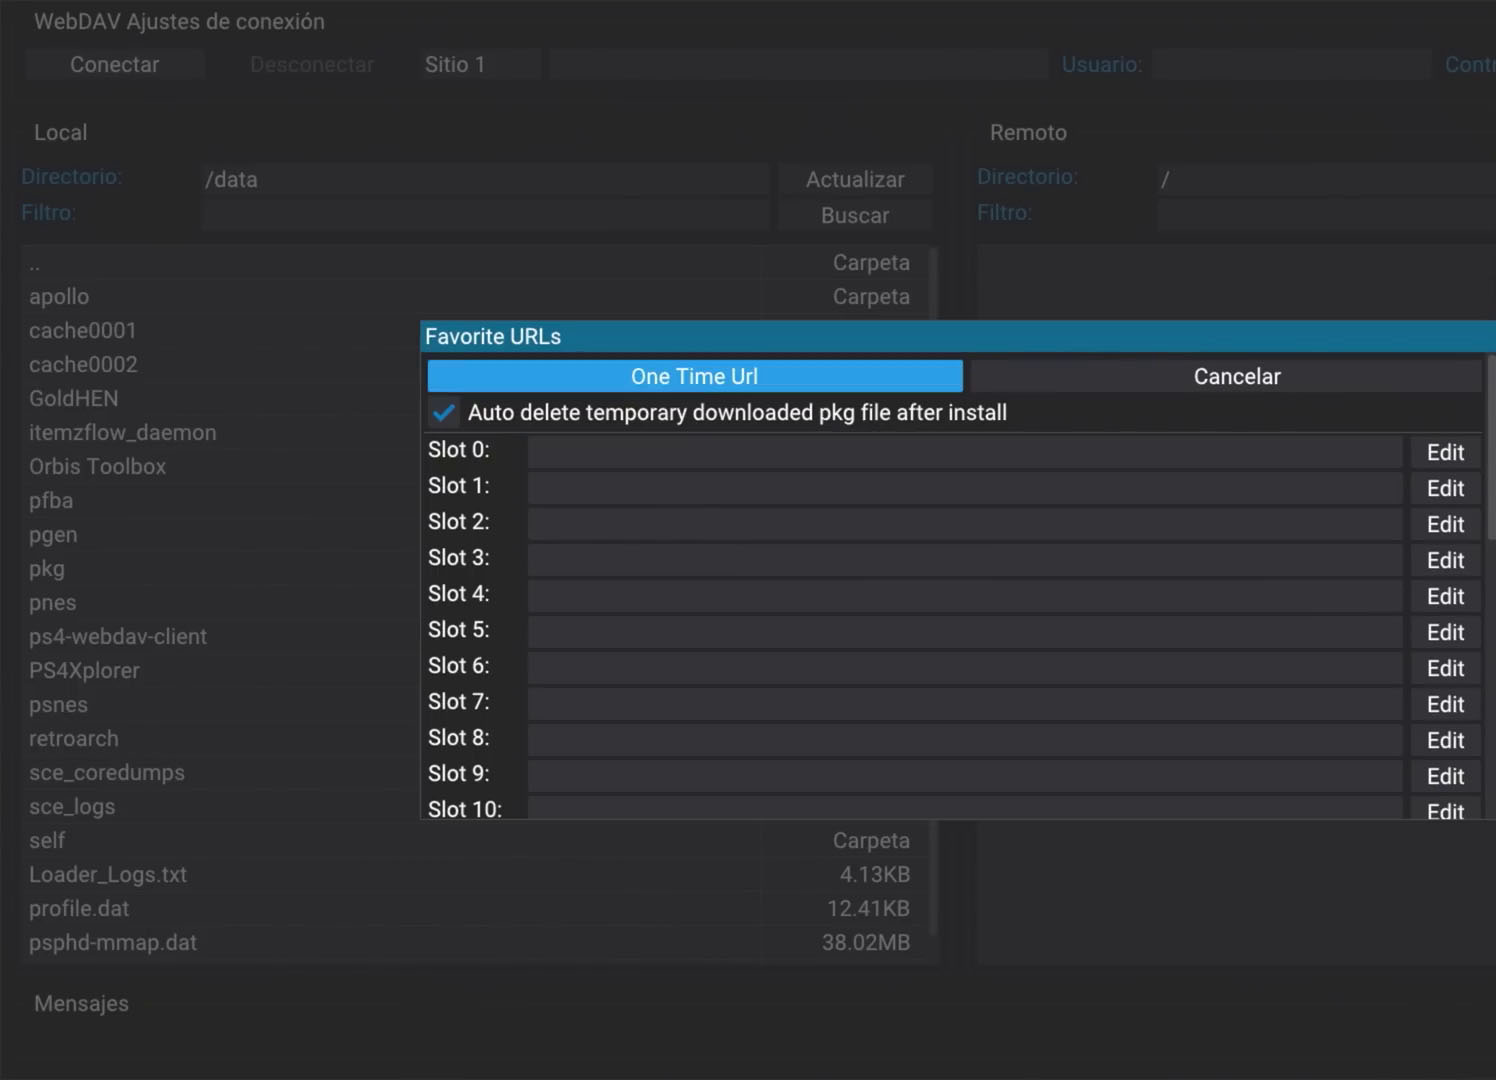 WebDAV Ajustes de conexión
Conectar Desconectar Sitio 1 Usuario: Contr
Local
Directorio: /data Actualizar
Filtro: Buscar
.. Carpeta
apollo Carpeta
cache0001
cache0002
GoldHEN
itemzflow_daemon
Orbis Toolbox
pfba
pgen
pkg
pnes
ps4-webdav-client
PS4Xplorer
psnes
retroarch
sce_coredumps
sce_logs
self Carpeta
Loader_Logs.txt 4.13KB
profile.dat 12.41KB
psphd-mmap.dat 38.02MB
Remoto
Directorio: /
Filtro:
Favorite URLs
One Time Url Cancelar
Auto delete temporary downloaded pkg file after install
Slot 0: Edit
Slot 1: Edit
Slot 2: Edit
Slot 3: Edit
Slot 4: Edit
Slot 5: Edit
Slot 6: Edit
Slot 7: Edit
Slot 8: Edit
Slot 9: Edit
Slot 10: Edit
Mensajes